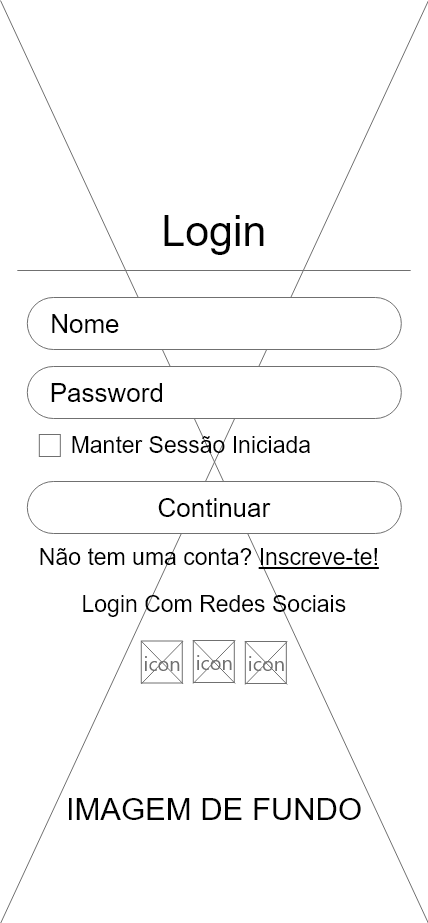 Login
Nome
Password
Manter Sessão Iniciada
Continuar
Não tem uma conta? Inscreve-te!
Login Com Redes Sociais
icon icon icon
IMAGEM DE FUNDO